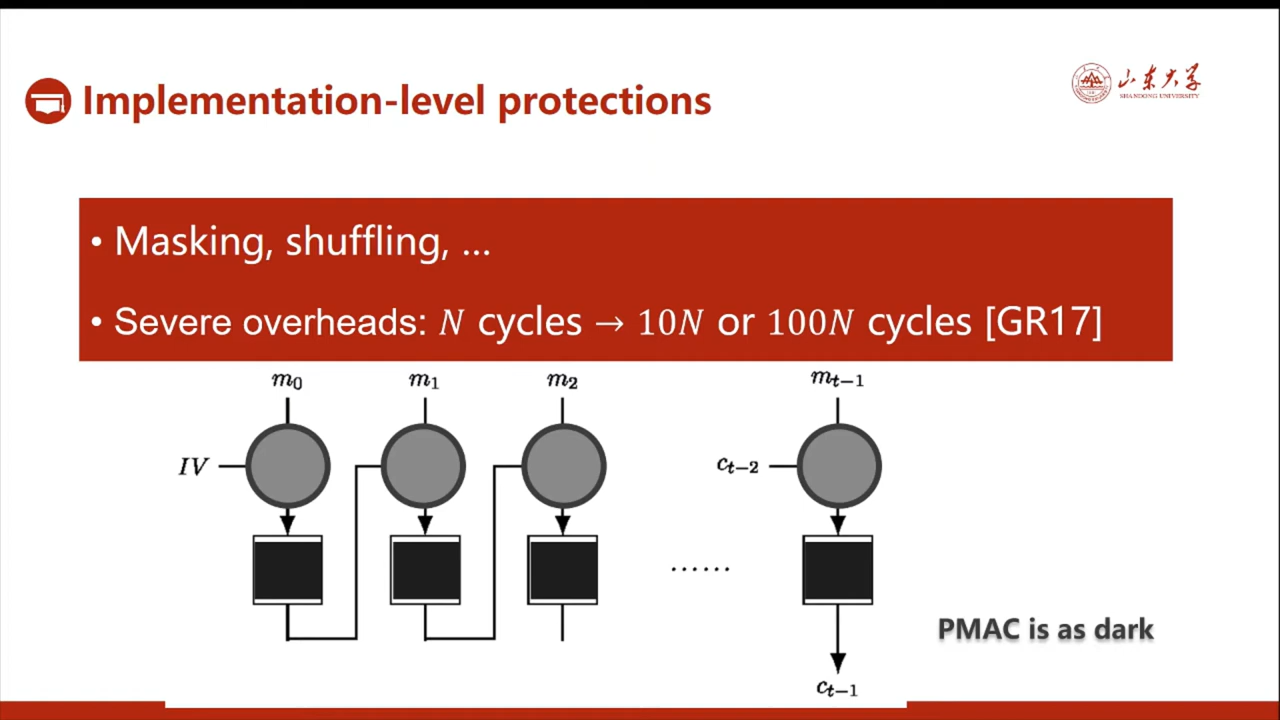 Implementation-level protections
山东大学
SHANDONG UNIVERSITY
• Masking, shuffling, ...
• Severe overheads: N cycles → 10N or 100N cycles [GR17]
m₀ m₁ m₂ mₜ₋₁
IV cₜ₋₂
......
PMAC is as dark
cₜ₋₁